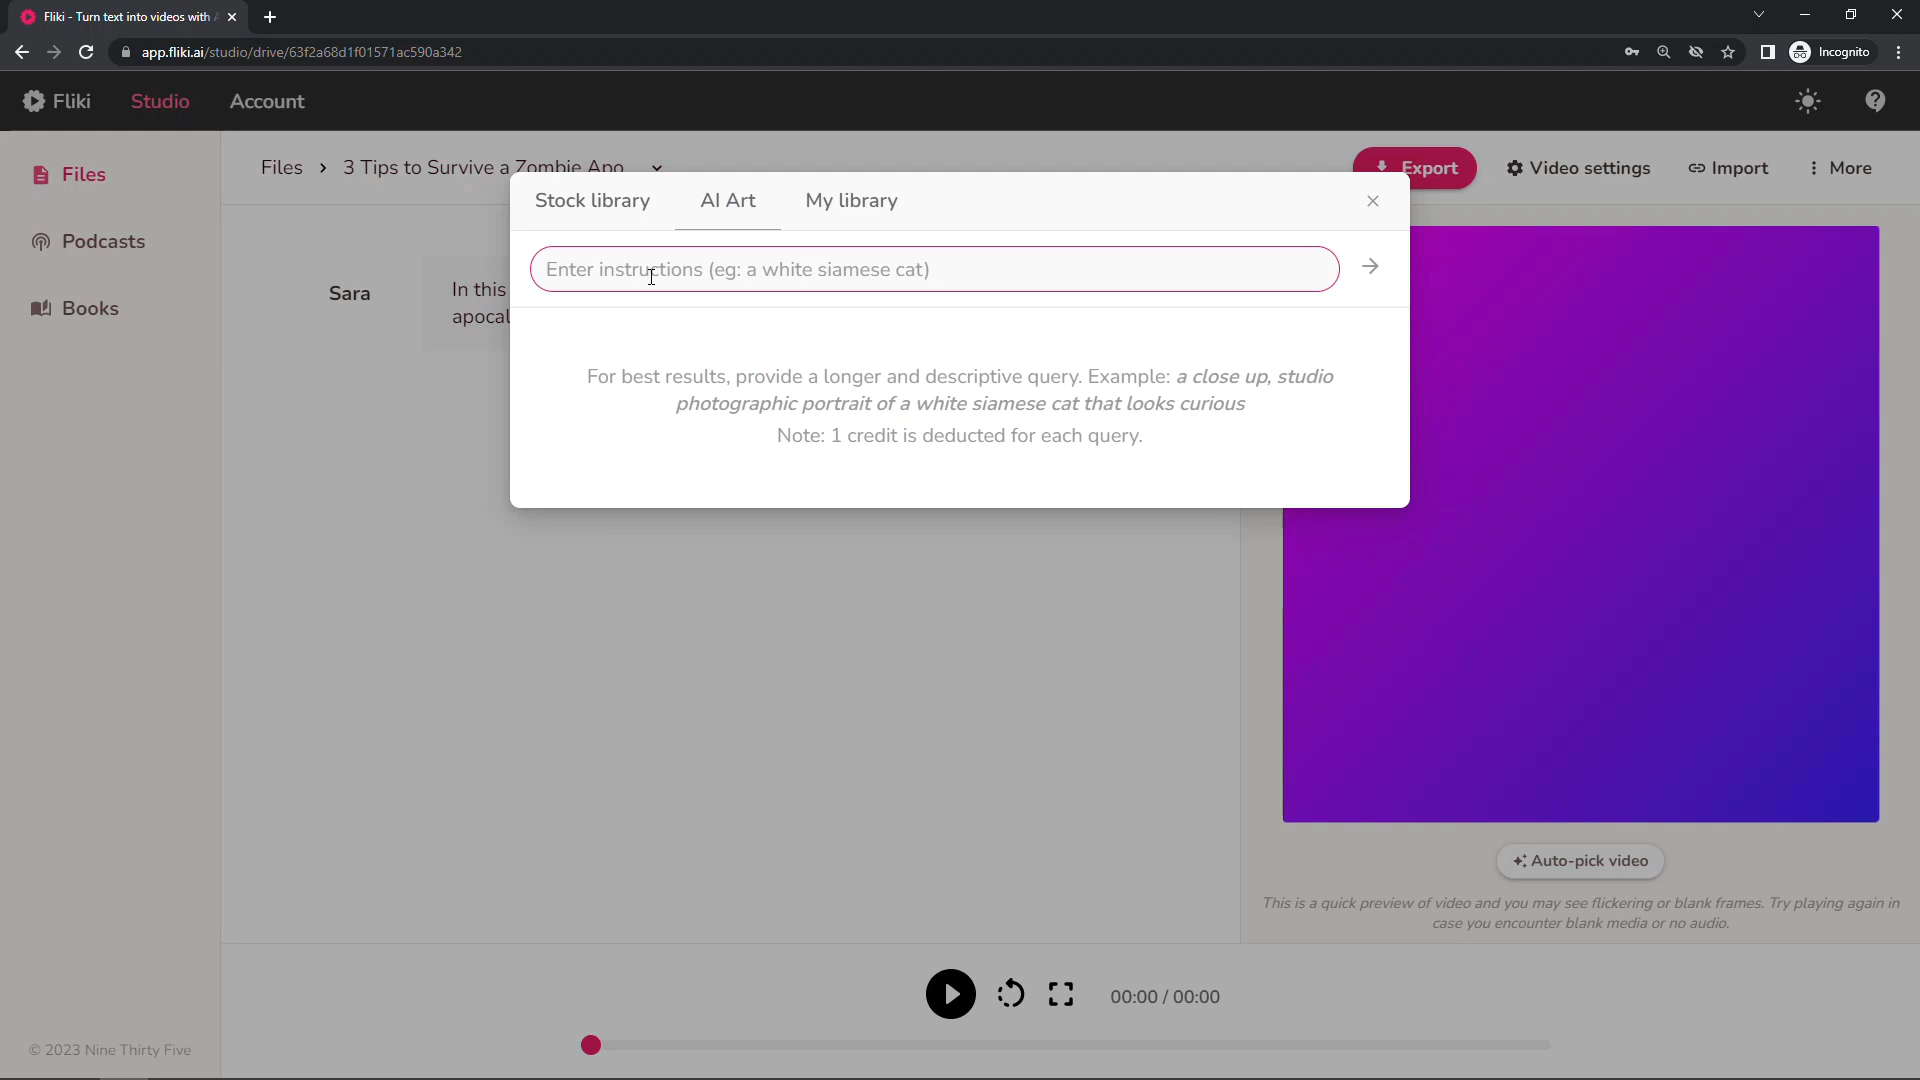 Fliki - Turn text into videos with
app.fliki.ai/studio/drive/63f2a68d1f01571ac590a342
Incognito
Fliki
Studio
Account
Files
Podcasts
Books
Files > 3 Tips to Survive a Zombie Apo
Export
Video settings
Import
More
Stock library
AI Art
My library
Enter instructions (eg: a white siamese cat)
Sara
In this
apocal
For best results, provide a longer and descriptive query. Example: a close up, studio
photographic portrait of a white siamese cat that looks curious
Note: 1 credit is deducted for each query.
Auto-pick video
This is a quick preview of video and you may see flickering or blank frames. Try playing again in
case you encounter blank media or no audio.
00:00 / 00:00
© 2023 Nine Thirty Five